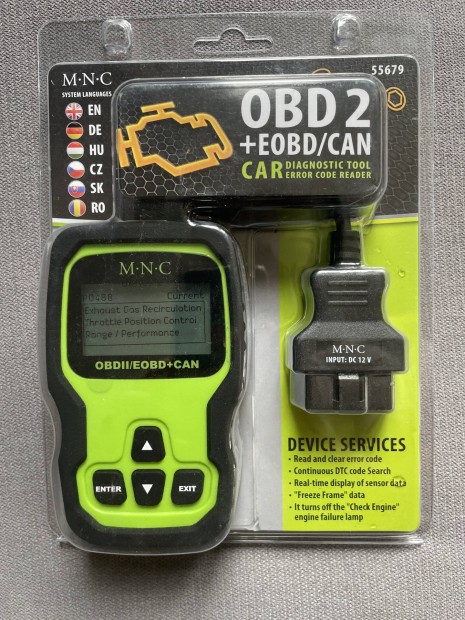 M·N·C
SYSTEM LANGUAGES
EN
DE
HU
CZ
SK
RO
55679
OBD2
+EOBD/CAN
CAR DIAGNOSTIC TOOL
ERROR CODE READER
M·N·C
P0488 Current
Exhaust Gas Recirculation
Throttle Position Control
Range / Performance
OBDII/EOBD+CAN
ENTER
EXIT
M·N·C
INPUT: DC 12 V
DEVICE SERVICES
• Read and clear error code
• Continuous DTC code Search
• Real-time display of sensor data
• "Freeze Frame" data
• It turns off the "Check Engine"
engine failure lamp